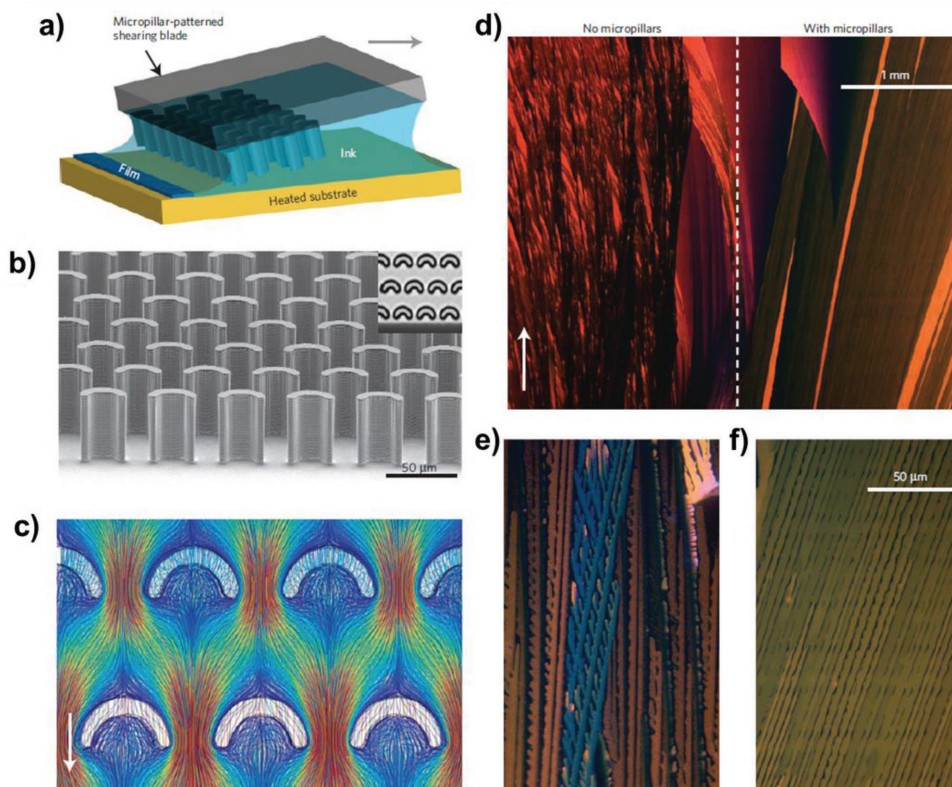 a)
Micropillar-patterned
shearing blade
Ink
Film
Heated substrate
b)
50 μm
c)
d)
No micropillars
With micropillars
1 mm
e)
f)
50 μm